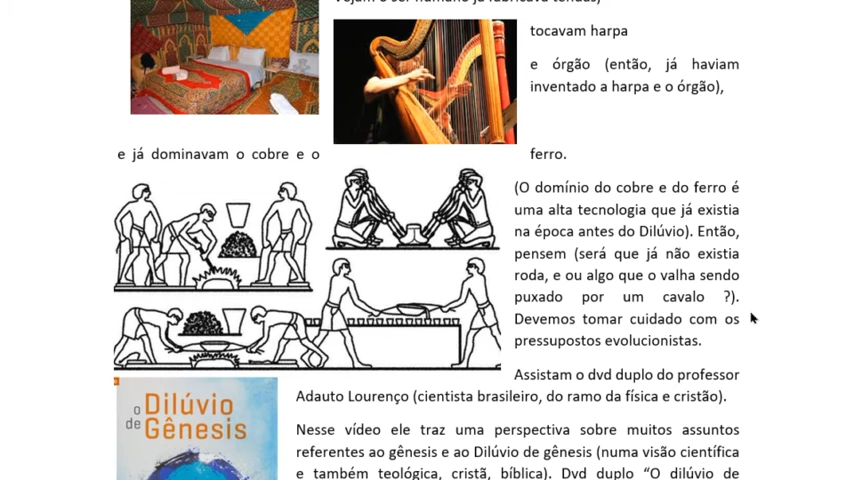 tocavam harpa
e órgão (então, já haviam
inventado a harpa e o órgão),
e já dominavam o cobre e o ferro.
(O domínio do cobre e do ferro é
uma alta tecnologia que já existia
na época antes do Dilúvio). Então,
pensem (será que já não existia
roda, e ou algo que o valha sendo
puxado por um cavalo ?).
Devemos tomar cuidado com os
pressupostos evolucionistas.
Assistam o dvd duplo do professor
Adauto Lourenço (cientista brasileiro, do ramo da física e cristão).
o Dilúvio
de Gênesis
Nesse vídeo ele traz uma perspectiva sobre muitos assuntos
referentes ao gênesis e ao Dilúvio de gênesis (numa visão científica
e também teológica, cristã, bíblica). Dvd duplo "O dilúvio de